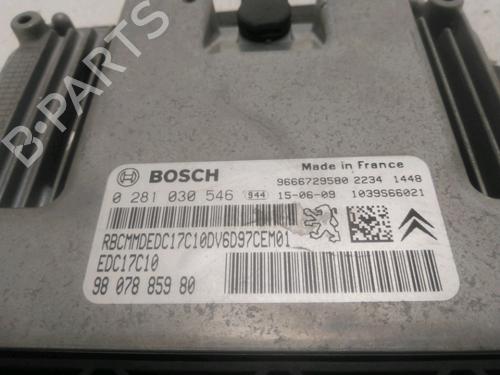 B-PARTS
BOSCH
Made in France
9666729580 2234 1448
0 281 030 546 944 15-06-09 1039S66021
RBCMMDEDC17C10DV6D97CEM01
EDC17C10
98 078 859 80